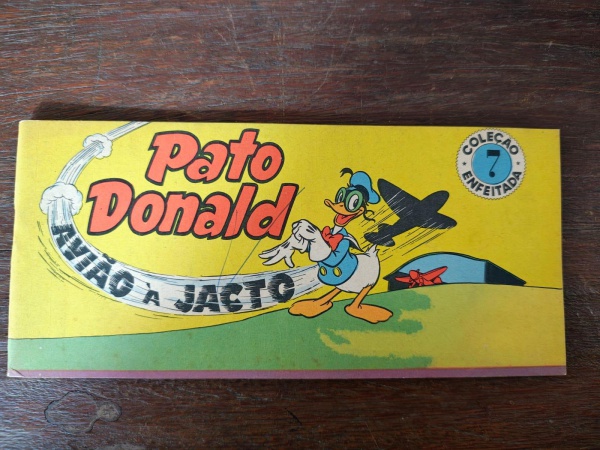 Pato
Donald
AVIÃO À JACTO
COLEÇÃO
7
ENFEITADA